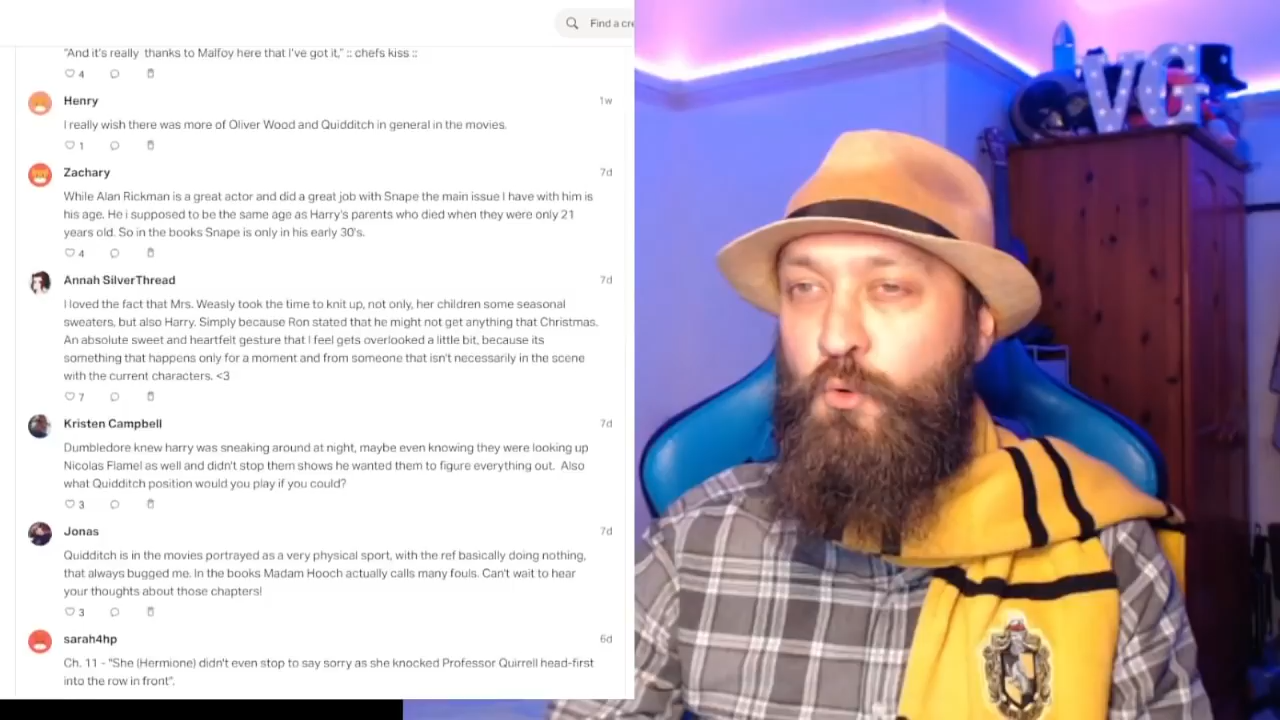 Find a cre
"And it's really thanks to Malfoy here that I've got it," :: chefs kiss ::
4
Henry
1w
I really wish there was more of Oliver Wood and Quidditch in general in the movies.
1
Zachary
7d
While Alan Rickman is a great actor and did a great job with Snape the main issue I have with him is
his age. He i supposed to be the same age as Harry's parents who died when they were only 21
years old. So in the books Snape is only in his early 30's.
4
Annah SilverThread
7d
I loved the fact that Mrs. Weasly took the time to knit up, not only, her children some seasonal
sweaters, but also Harry. Simply because Ron stated that he might not get anything that Christmas.
An absolute sweet and heartfelt gesture that I feel gets overlooked a little bit, because its
something that happens only for a moment and from someone that isn't necessarily in the scene
with the current characters. <3
7
Kristen Campbell
7d
Dumbledore knew harry was sneaking around at night, maybe even knowing they were looking up
Nicolas Flamel as well and didn't stop them shows he wanted them to figure everything out. Also
what Quidditch position would you play if you could?
3
Jonas
7d
Quidditch is in the movies portrayed as a very physical sport, with the ref basically doing nothing,
that always bugged me. In the books Madam Hooch actually calls many fouls. Can't wait to hear
your thoughts about those chapters!
3
sarah4hp
6d
Ch. 11 - "She (Hermione) didn't even stop to say sorry as she knocked Professor Quirrell head-first
into the row in front".
VG